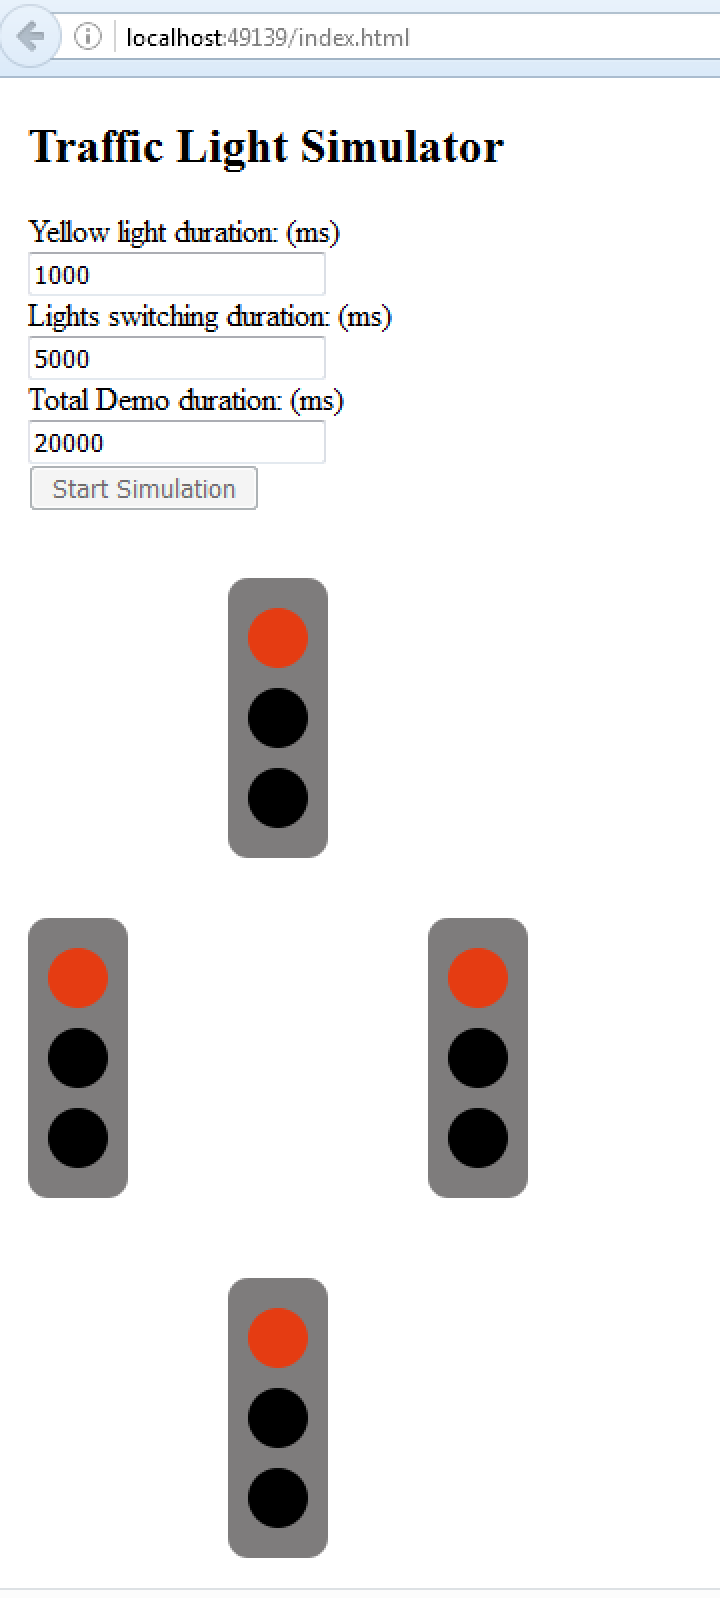 localhost:49139/index.html
Traffic Light Simulator
Yellow light duration: (ms)
1000
Lights switching duration: (ms)
5000
Total Demo duration: (ms)
20000
Start Simulation